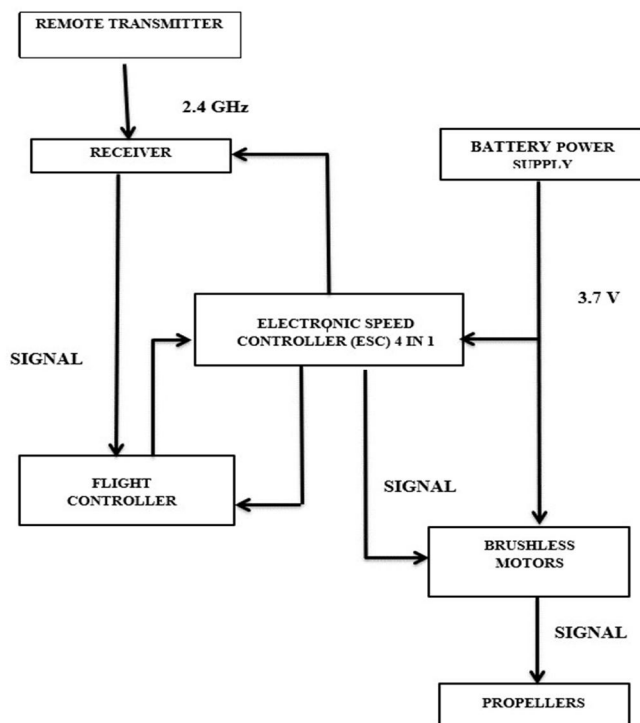 REMOTE TRANSMITTER
2.4 GHz
RECEIVER
BATTERY POWER
SUPPLY
3.7 V
ELECTRONIC SPEED
CONTROLLER (ESC) 4 IN 1
SIGNAL
FLIGHT
CONTROLLER
SIGNAL
BRUSHLESS
MOTORS
SIGNAL
PROPELLERS